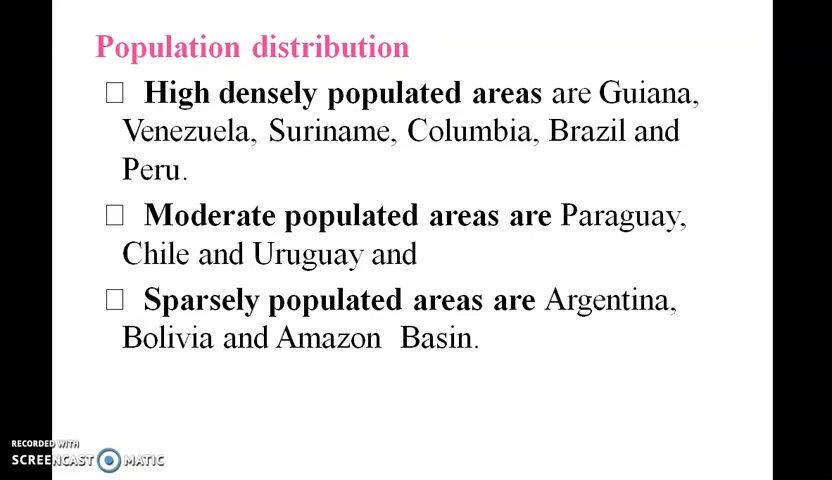 Population distribution
□ High densely populated areas are Guiana,
Venezuela, Suriname, Columbia, Brazil and
Peru.
□ Moderate populated areas are Paraguay,
Chile and Uruguay and
□ Sparsely populated areas are Argentina,
Bolivia and Amazon Basin.
RECORDED WITH
SCREENCAST MATIC